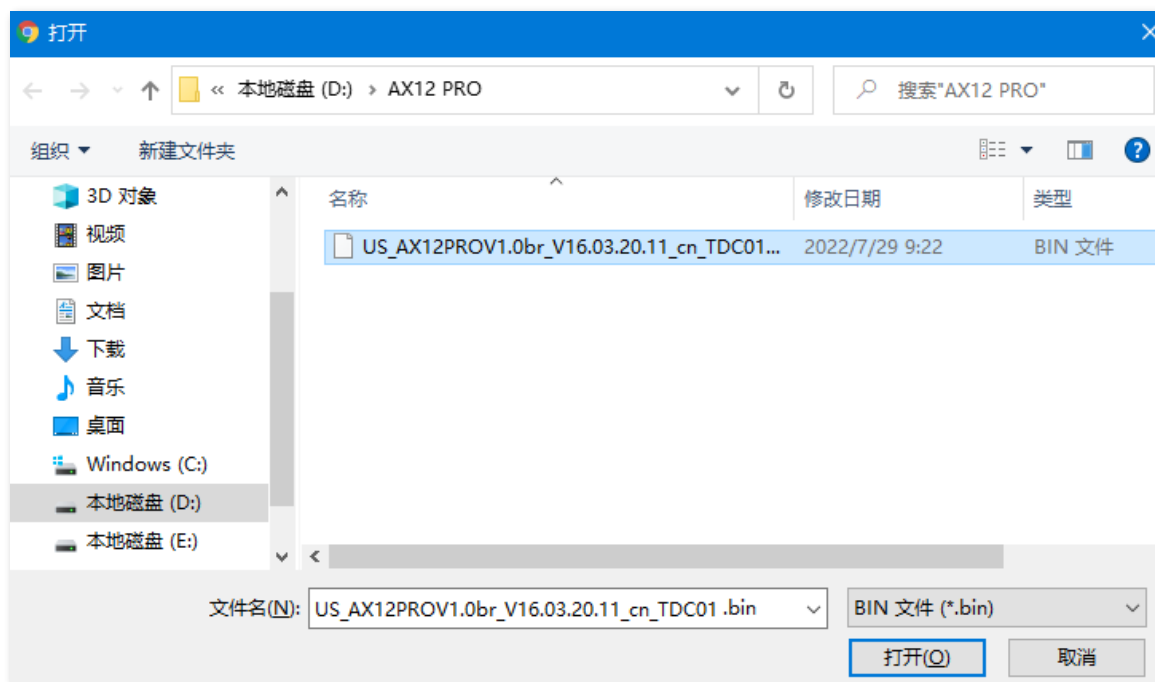 打开
« 本地磁盘 (D:) › AX12 PRO
搜索"AX12 PRO"
组织
新建文件夹
名称
修改日期
类型
US_AX12PROV1.0br_V16.03.20.11_cn_TDC01...
2022/7/29 9:22
BIN 文件
3D 对象
视频
图片
文档
下载
音乐
桌面
Windows (C:)
本地磁盘 (D:)
本地磁盘 (E:)
文件名(N):
US_AX12PROV1.0br_V16.03.20.11_cn_TDC01 .bin
BIN 文件 (*.bin)
打开(O)
取消